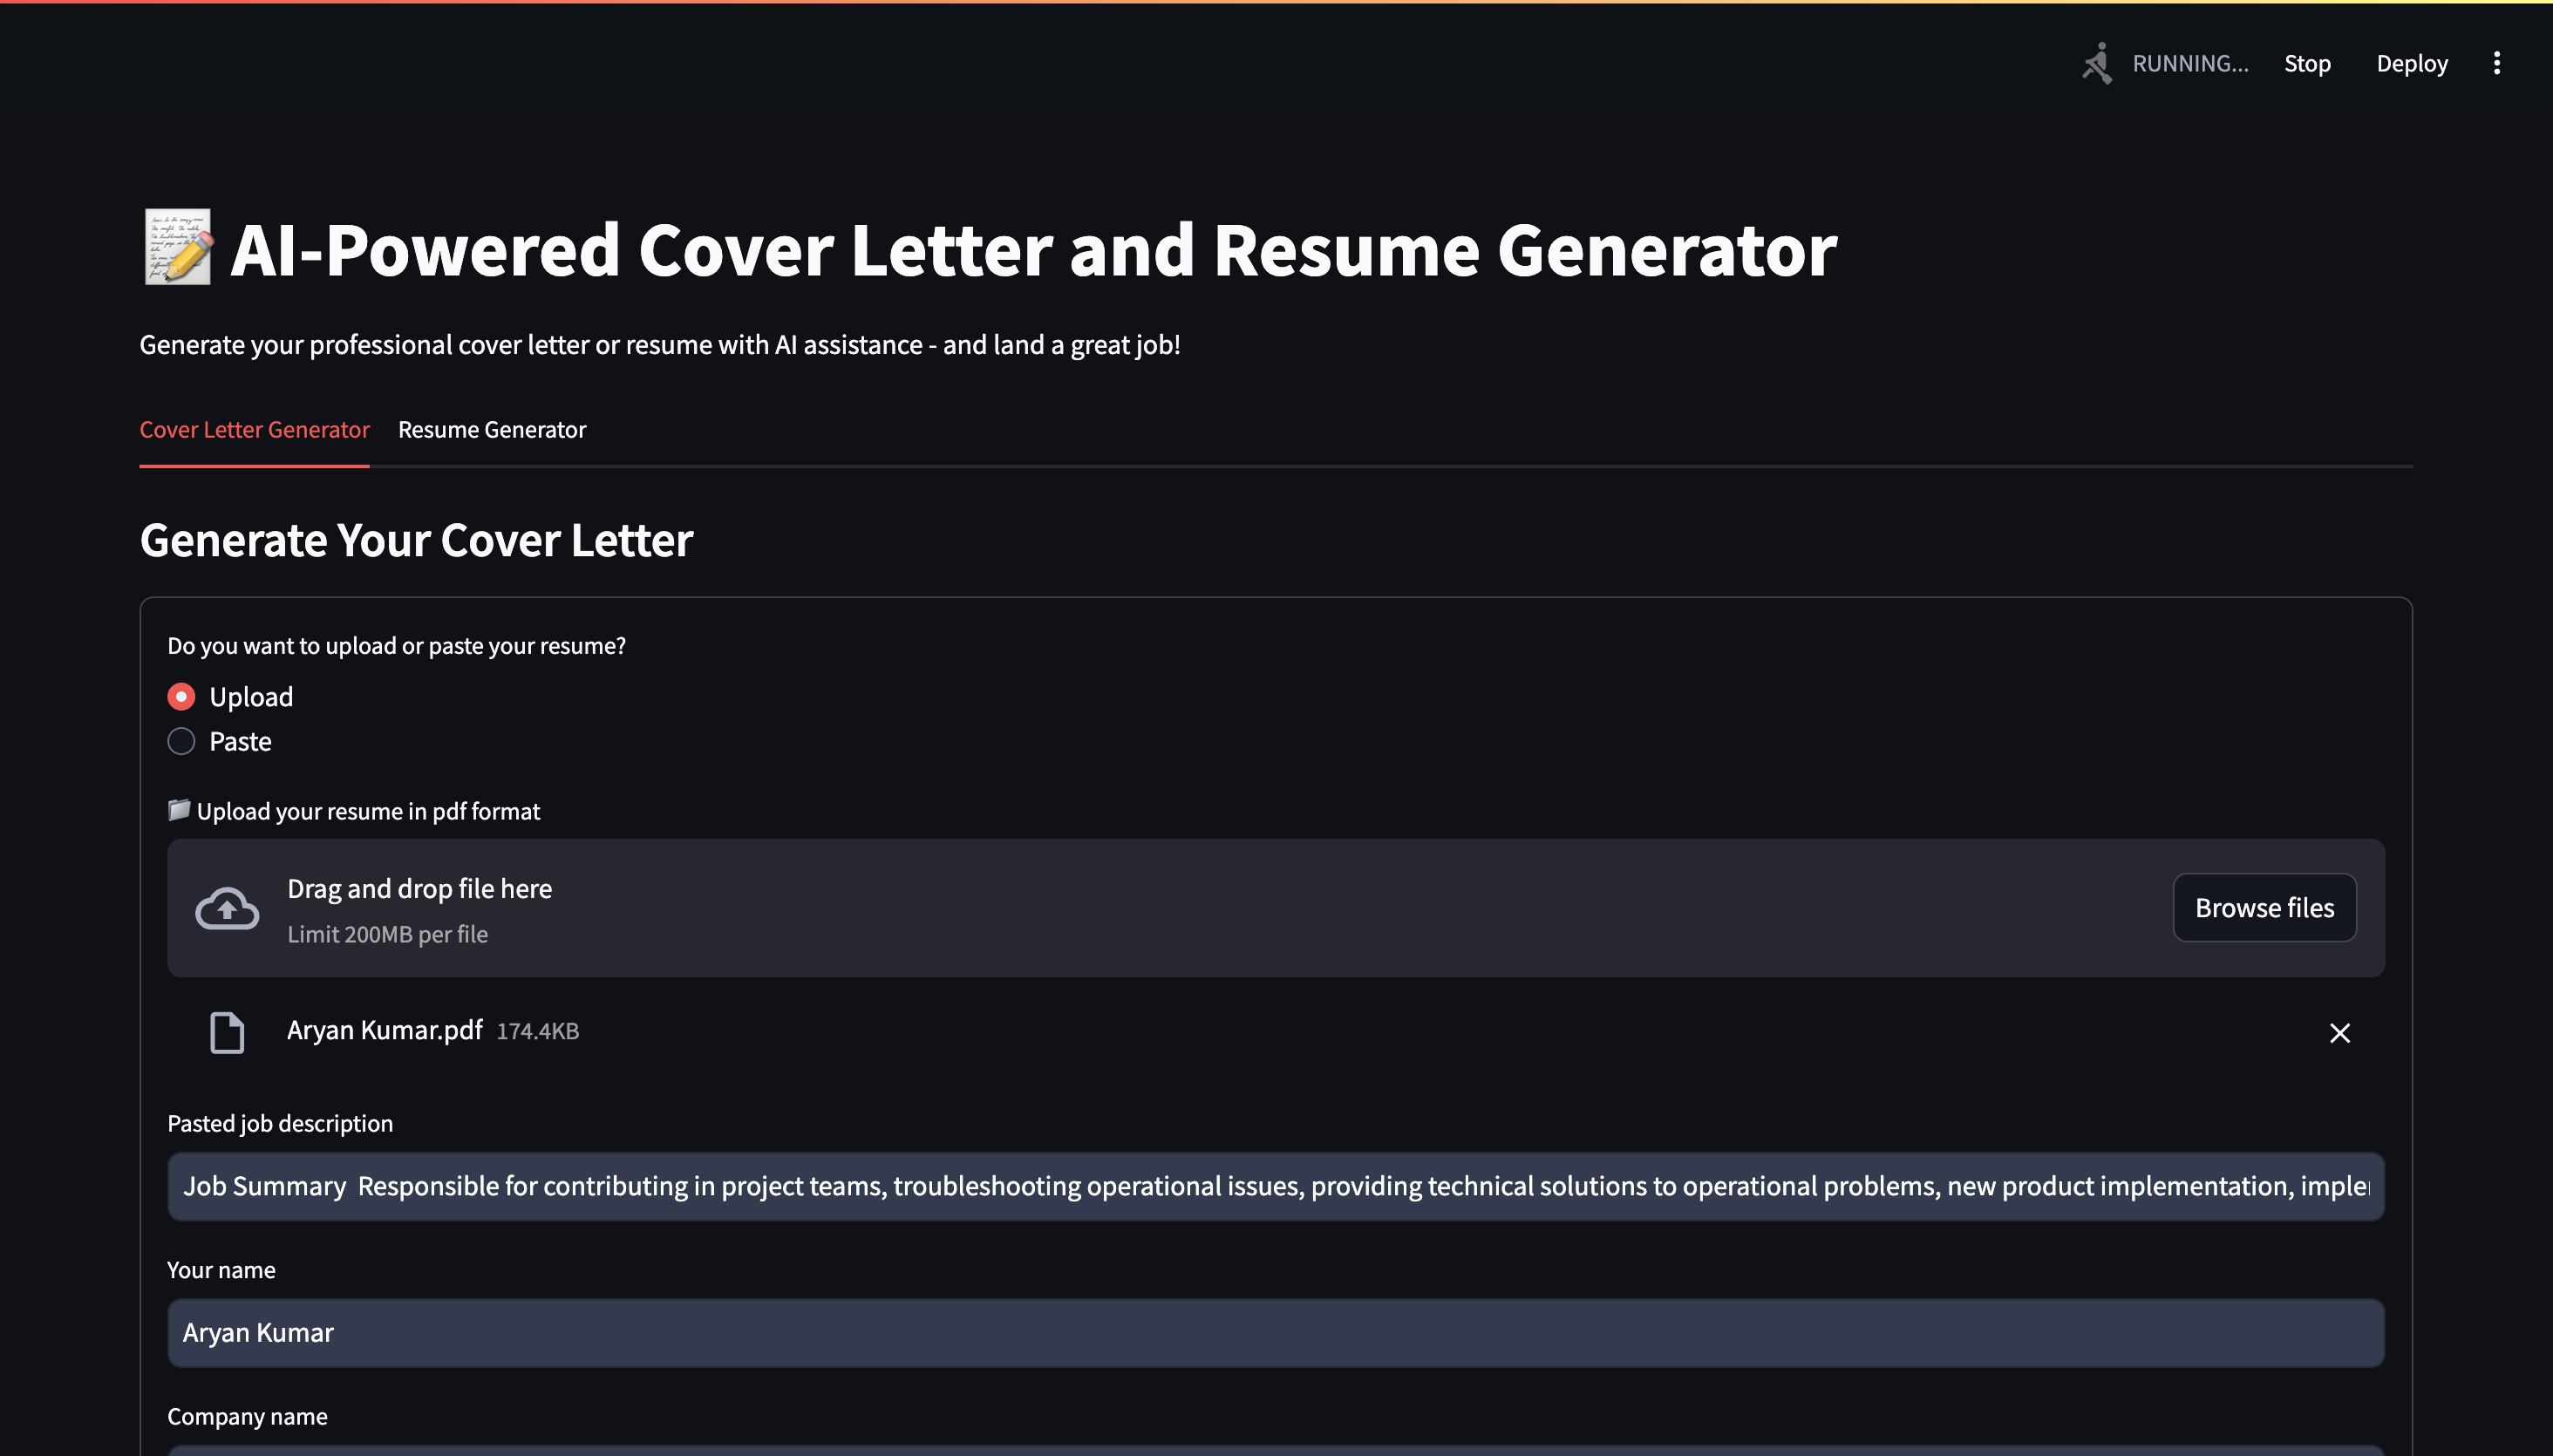 RUNNING... Stop Deploy
AI-Powered Cover Letter and Resume Generator
Generate your professional cover letter or resume with AI assistance - and land a great job!
Cover Letter Generator Resume Generator
Generate Your Cover Letter
Do you want to upload or paste your resume?
Upload
Paste
Upload your resume in pdf format
Drag and drop file here
Limit 200MB per file
Browse files
Aryan Kumar.pdf 174.4KB
Pasted job description
Job Summary Responsible for contributing in project teams, troubleshooting operational issues, providing technical solutions to operational problems, new product implementation, imple
Your name
Aryan Kumar
Company name